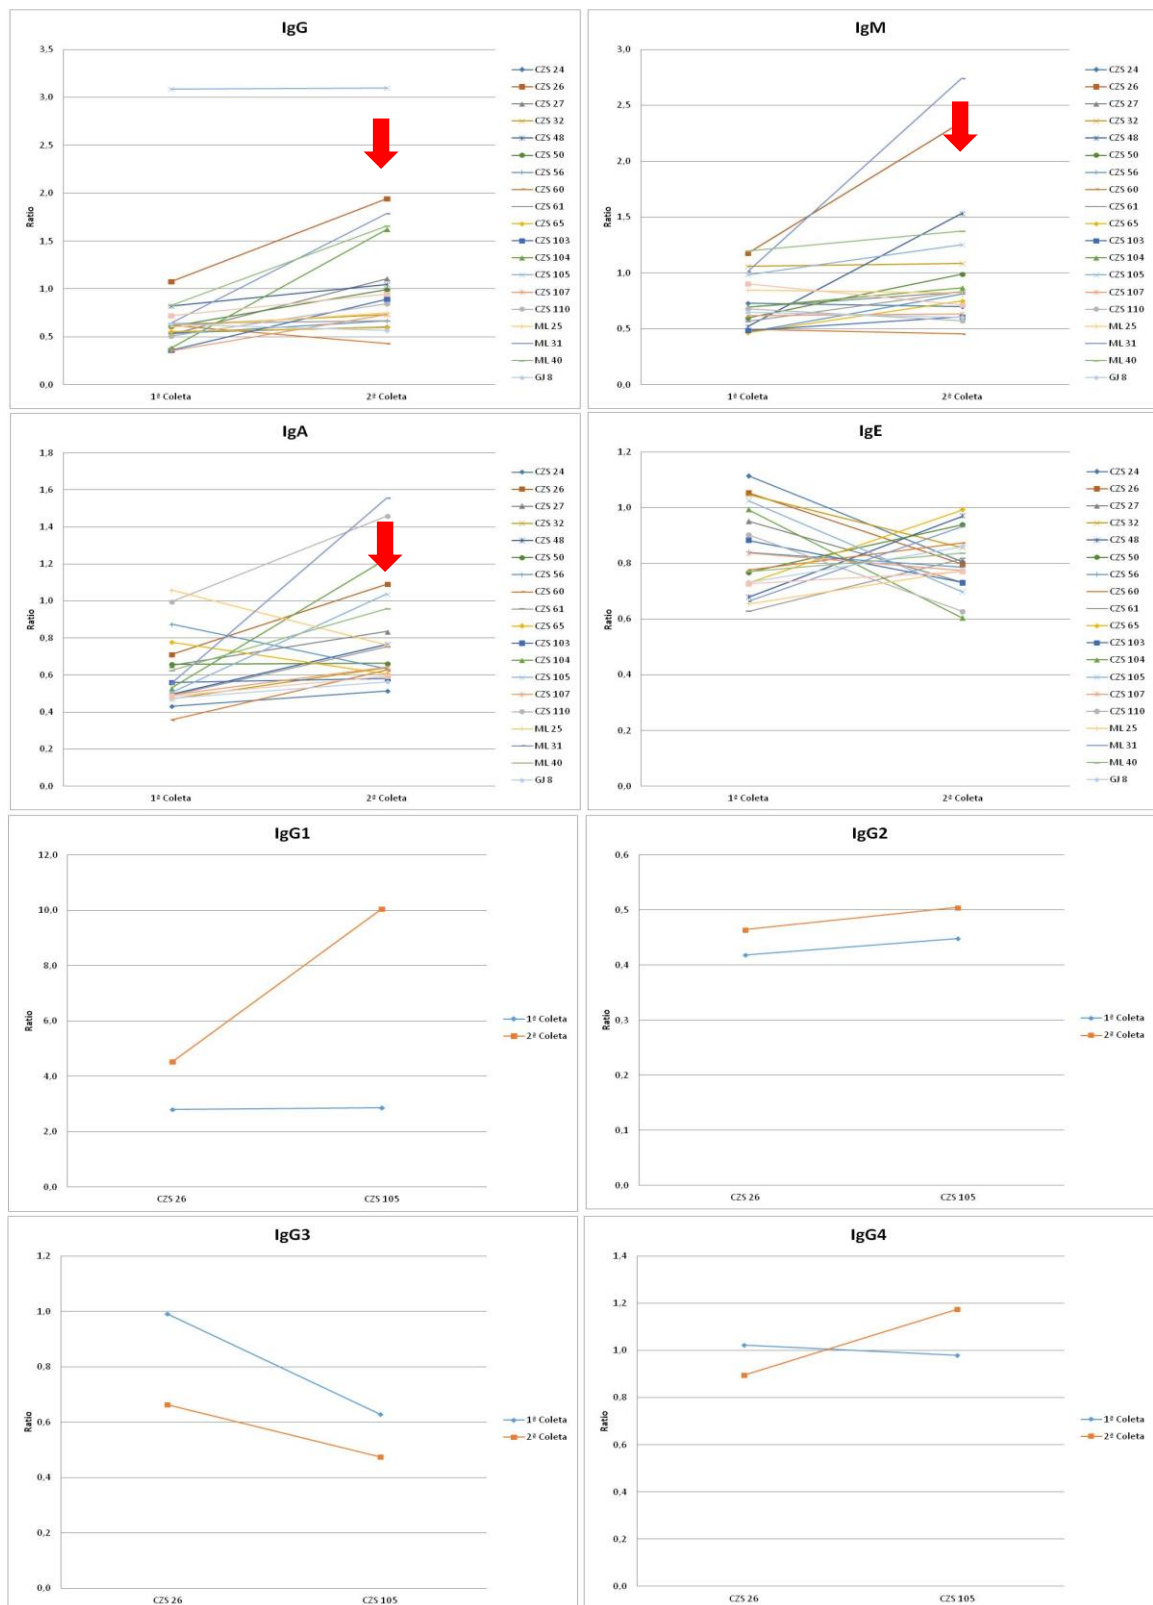 IgG
3,5
3,0
2,5
2,0
1,5
1,0
0,5
0,0
Ratio
1ª Coleta
2ª Coleta
CZS 24
CZS 26
CZS 27
CZS 32
CZS 48
CZS 50
CZS 56
CZS 60
CZS 61
CZS 65
CZS 103
CZS 104
CZS 105
CZS 107
CZS 110
ML 25
ML 31
ML 40
GJ 8
IgM
3,0
2,5
2,0
1,5
1,0
0,5
0,0
Ratio
1ª Coleta
2ª Coleta
CZS 24
CZS 26
CZS 27
CZS 32
CZS 48
CZS 50
CZS 56
CZS 60
CZS 61
CZS 65
CZS 103
CZS 104
CZS 105
CZS 107
CZS 110
ML 25
ML 31
ML 40
GJ 8
IgA
1,8
1,6
1,4
1,2
1,0
0,8
0,6
0,4
0,2
0,0
Ratio
1ª Coleta
2ª Coleta
CZS 24
CZS 26
CZS 27
CZS 32
CZS 48
CZS 50
CZS 56
CZS 60
CZS 61
CZS 65
CZS 103
CZS 104
CZS 105
CZS 107
CZS 110
ML 25
ML 31
ML 40
GJ 8
IgE
1,2
1,0
0,8
0,6
0,4
0,2
0,0
Ratio
1ª Coleta
2ª Coleta
CZS 24
CZS 26
CZS 27
CZS 32
CZS 48
CZS 50
CZS 56
CZS 60
CZS 61
CZS 65
CZS 103
CZS 104
CZS 105
CZS 107
CZS 110
ML 25
ML 31
ML 40
GJ 8
IgG1
12,0
10,0
8,0
6,0
4,0
2,0
0,0
Ratio
CZS 26
CZS 105
1ª Coleta
2ª Coleta
IgG2
0,6
0,5
0,4
0,3
0,2
0,1
0,0
Ratio
CZS 26
CZS 105
1ª Coleta
2ª Coleta
IgG3
1,2
1,0
0,8
0,6
0,4
0,2
0,0
Ratio
CZS 26
CZS 105
1ª Coleta
2ª Coleta
IgG4
1,4
1,2
1,0
0,8
0,6
0,4
0,2
0,0
Ratio
CZS 26
CZS 105
1ª Coleta
2ª Coleta